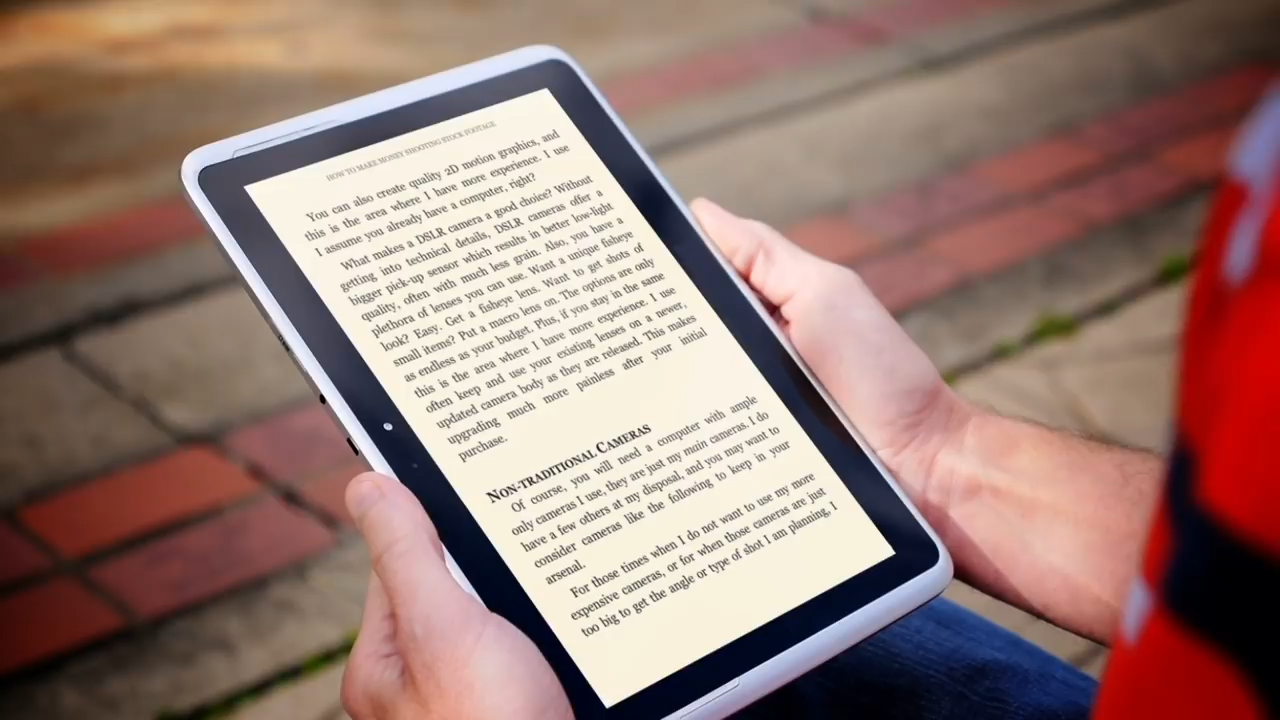 HOW TO MAKE MONEY SHOOTING STOCK FOOTAGE
You can also create quality 2D motion graphics, and
this is the area where I have more experience. I use
I assume you already have a computer, right?
What makes a DSLR camera a good choice? Without
getting into technical details, DSLR cameras offer a
bigger pick-up sensor which results in better low-light
quality, often with much less grain. Also, you have a
plethora of lenses you can use. Want a unique fisheye
look? Easy. Get a fisheye lens. Want to get shots of
small items? Put a macro lens on. The options are only
as endless as your budget. Plus, if you stay in the same
this is the area where I have more experience. I use
often keep and use your existing lenses on a newer,
updated camera body as they are released. This makes
upgrading much more painless after your initial
purchase.
NON-TRADITIONAL CAMERAS
Of course, you will need a computer with ample
only cameras I use, they are just my main cameras. I do
have a few others at my disposal, and you may want to
consider cameras like the following to keep in your
arsenal.
For those times when I do not want to use my more
expensive cameras, or for when those cameras are just
too big to get the angle or type of shot I am planning, I